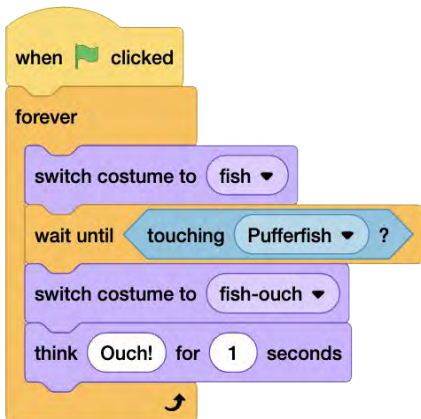 when clicked
forever
switch costume to fish
wait until touching Pufferfish ?
switch costume to fish-ouch
think Ouch! for 1 seconds